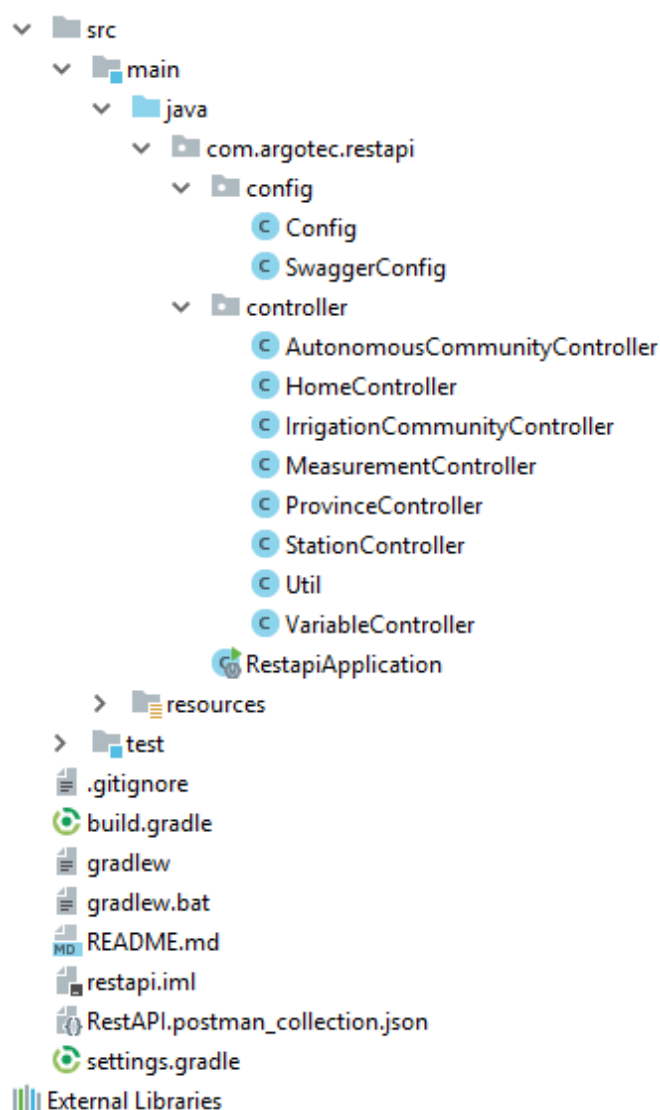 src
main
java
com.argotec.restapi
config
C Config
C SwaggerConfig
controller
C AutonomousCommunityController
C HomeController
C IrrigationCommunityController
C MeasurementController
C ProvinceController
C StationController
C Util
C VariableController
C RestapiApplication
resources
test
.gitignore
build.gradle
gradlew
gradlew.bat
MD README.md
restapi.iml
{} RestAPI.postman_collection.json
settings.gradle
External Libraries